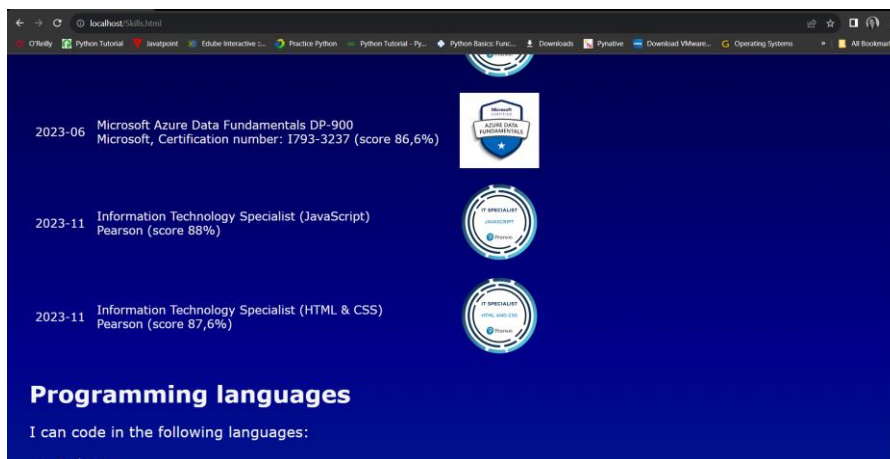 localhost/Skills.html
O'Reilly Python Tutorial Javatpoint Edube Interactive :... Practice Python Python Tutorial - Py... Python Basics: Func... Downloads Pynative Download VMware... Operating Systems » All Bookmar
2023-06 Microsoft Azure Data Fundamentals DP-900
Microsoft, Certification number: I793-3237 (score 86,6%)
Microsoft
CERTIFIED
AZURE DATA
FUNDAMENTALS
2023-11 Information Technology Specialist (JavaScript)
Pearson (score 88%)
IT SPECIALIST
JAVASCRIPT
Pearson
2023-11 Information Technology Specialist (HTML & CSS)
Pearson (score 87,6%)
IT SPECIALIST
HTML AND CSS
Pearson
Programming languages
I can code in the following languages: